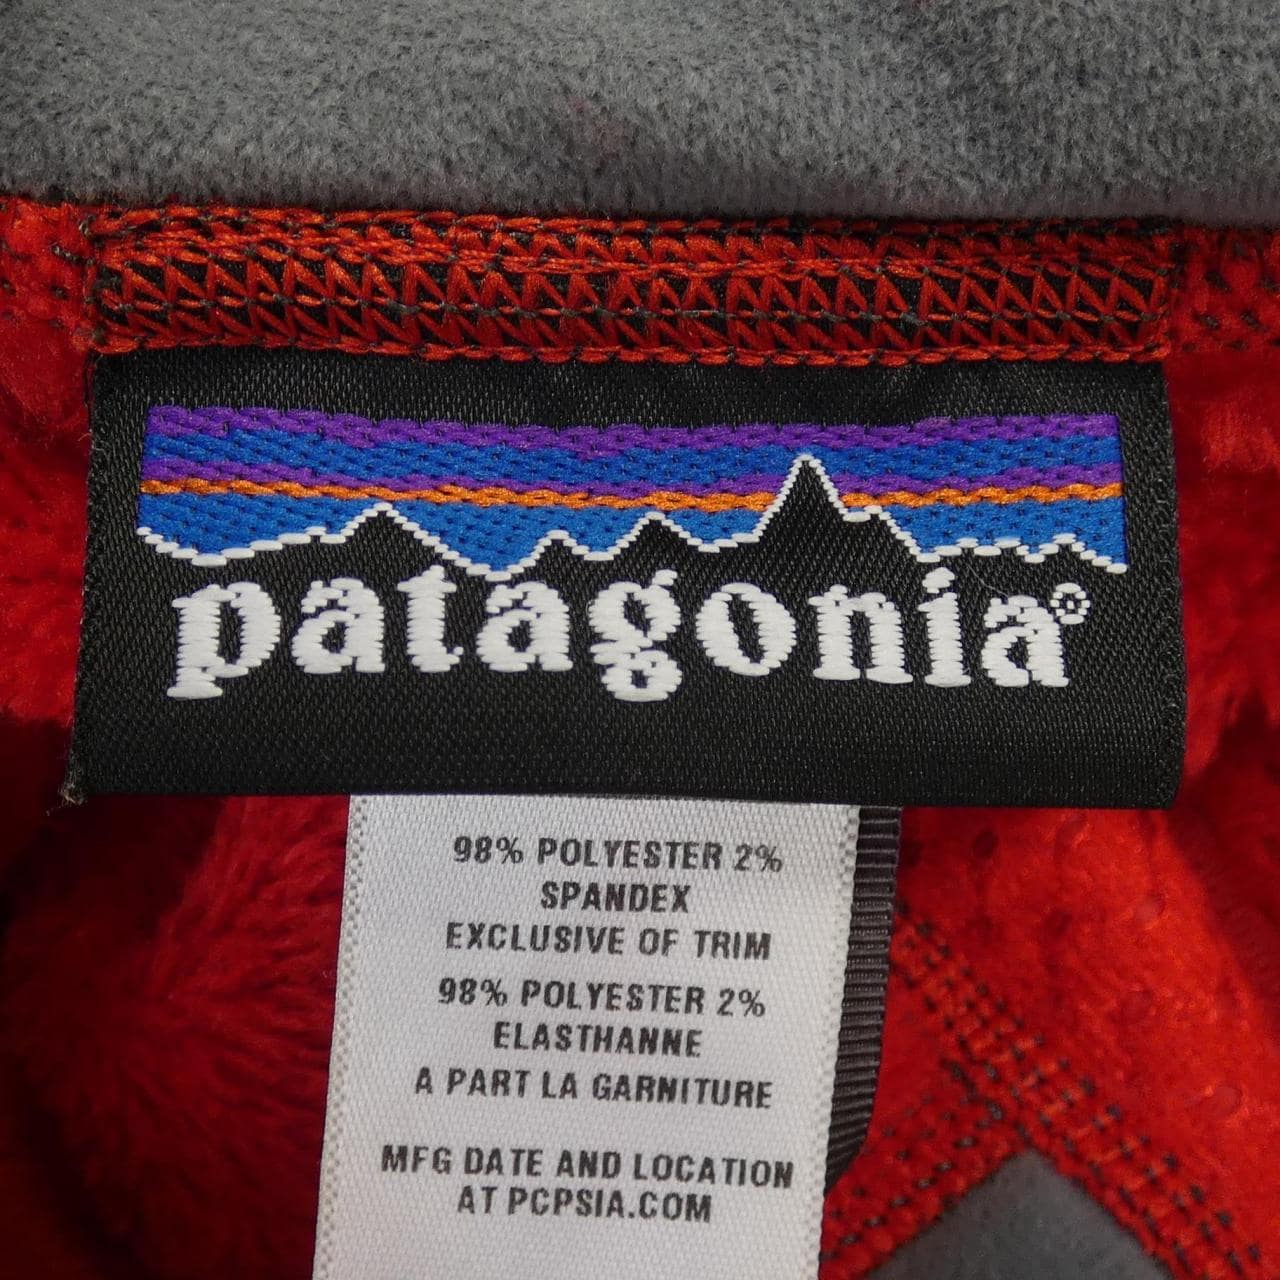 patagonia®
98% POLYESTER 2%
SPANDEX
EXCLUSIVE OF TRIM
98% POLYESTER 2%
ELASTHANNE
A PART LA GARNITURE
MFG DATE AND LOCATION
AT PCPSIA.COM